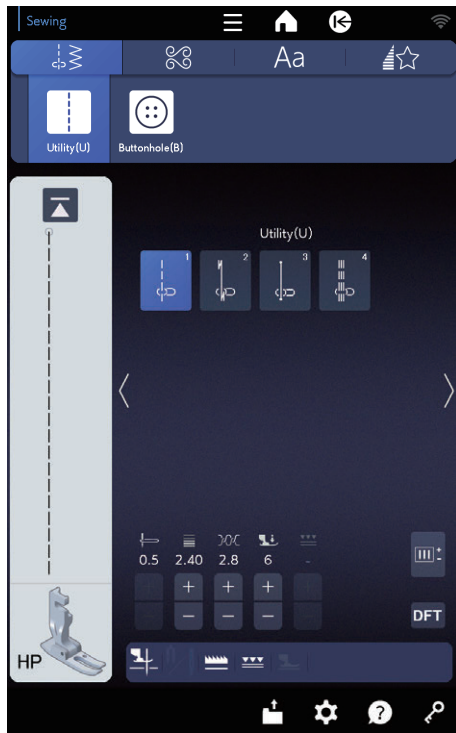 Sewing
Aa
Utility(U)
Buttonhole(B)
Utility(U)
1
2
3
4
0.5 2.40 2.8 6 -
+ + +
− − −
DFT
HP
?